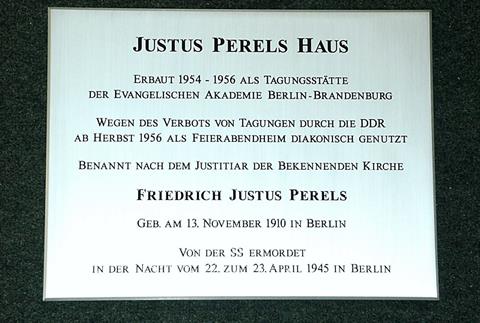 Justus Perels Haus
Erbaut 1954 - 1956 als Tagungsstätte
der Evangelischen Akademie Berlin-Brandenburg
Wegen des Verbots von Tagungen durch die DDR
ab Herbst 1956 als Feierabendheim diakonisch genutzt
Benannt nach dem Justitiar der Bekennenden Kirche
Friedrich Justus Perels
Geb. am 13. November 1910 in Berlin
Von der SS ermordet
in der Nacht vom 22. zum 23. April 1945 in Berlin